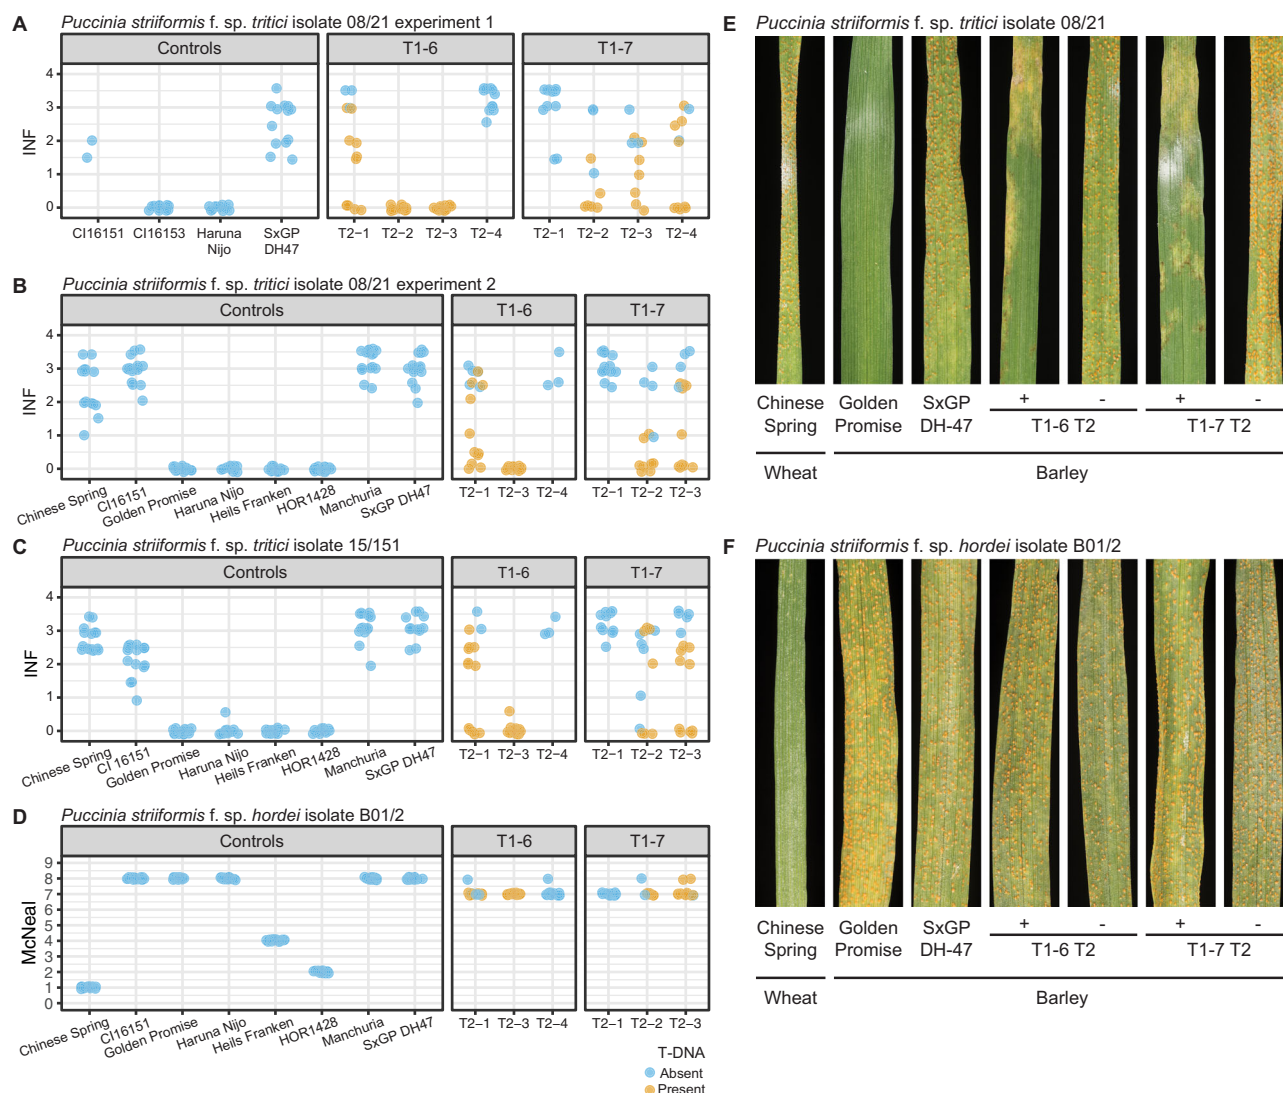 A Puccinia striiformis f. sp. tritici isolate 08/21 experiment 1
Controls T1-6 T1-7
4
3
2
1
0
INF
CI16151 CI16153 Haruna Nijo SxGP DH47 T2−1 T2−2 T2−3 T2−4 T2−1 T2−2 T2−3 T2−4
B Puccinia striiformis f. sp. tritici isolate 08/21 experiment 2
Controls T1-6 T1-7
4
3
2
1
0
INF
Chinese Spring CI16151 Golden Promise Haruna Nijo Heils Franken HOR1428 Manchuria SxGP DH47 T2−1 T2−3 T2−4 T2−1 T2−2 T2−3
C Puccinia striiformis f. sp. tritici isolate 15/151
Controls T1-6 T1-7
4
3
2
1
0
INF
Chinese Spring CI16151 Golden Promise Haruna Nijo Heils Franken HOR1428 Manchuria SxGP DH47 T2−1 T2−3 T2−4 T2−1 T2−2 T2−3
D Puccinia striiformis f. sp. hordei isolate B01/2
Controls T1-6 T1-7
9
8
7
6
5
4
3
2
1
0
McNeal
Chinese Spring CI16151 Golden Promise Haruna Nijo Heils Franken HOR1428 Manchuria SxGP DH47 T2−1 T2−3 T2−4 T2−1 T2−2 T2−3
T-DNA
Absent
Present
E Puccinia striiformis f. sp. tritici isolate 08/21
Chinese Golden SxGP + - + -
Spring Promise DH-47 T1-6 T2 T1-7 T2
Wheat Barley
F Puccinia striiformis f. sp. hordei isolate B01/2
Chinese Golden SxGP + - + -
Spring Promise DH-47 T1-6 T2 T1-7 T2
Wheat Barley